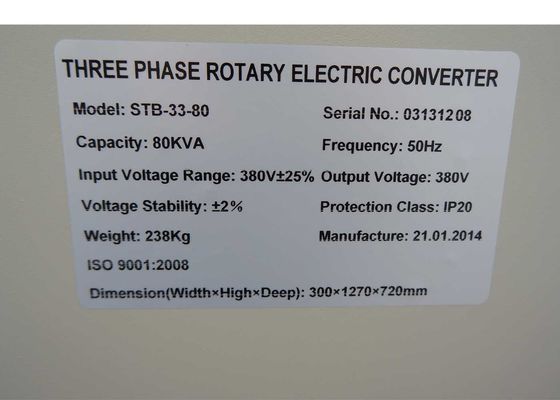 THREE PHASE ROTARY ELECTRIC CONVERTER
Model: STB-33-80 Serial No.: 03131208
Capacity: 80KVA Frequency: 50Hz
Input Voltage Range: 380V±25% Output Voltage: 380V
Voltage Stability: ±2% Protection Class: IP20
Weight: 238Kg Manufacture: 21.01.2014
ISO 9001:2008
Dimension(Width×High×Deep): 300×1270×720mm